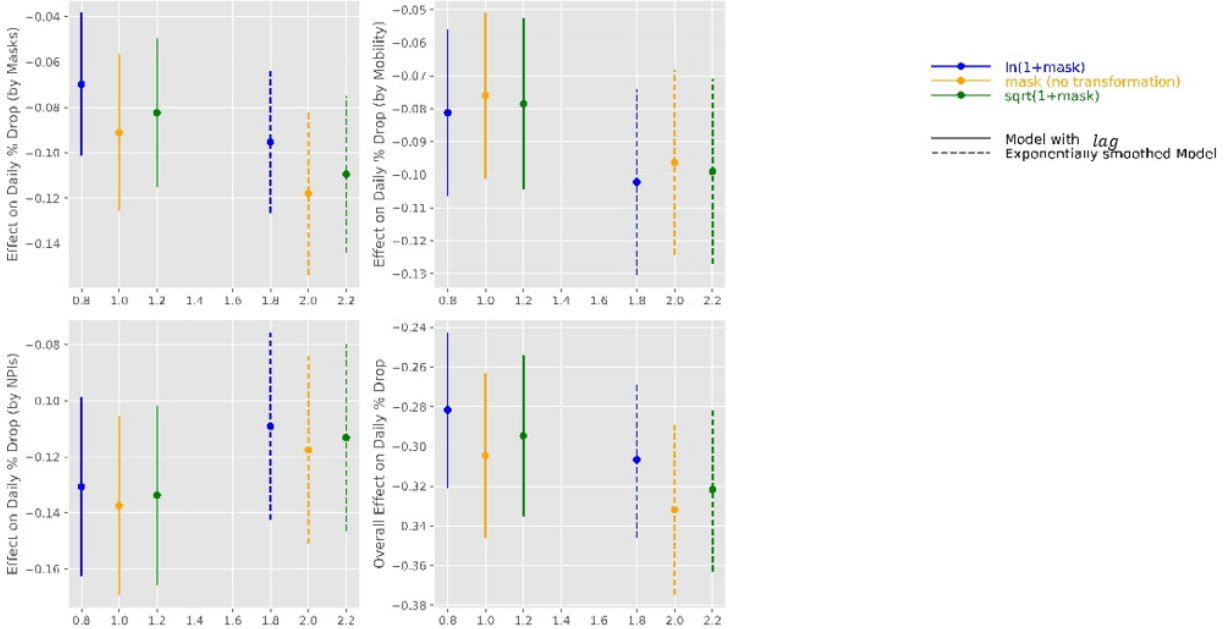 Effect on Daily % Drop (by Masks)
−0.04
−0.06
−0.08
−0.10
−0.12
−0.14
0.8 1.0 1.2 1.4 1.6 1.8 2.0 2.2
Effect on Daily % Drop (by Mobility)
−0.05
−0.06
−0.07
−0.08
−0.09
−0.10
−0.11
−0.12
−0.13
0.8 1.0 1.2 1.4 1.6 1.8 2.0 2.2
ln(1+mask)
mask (no transformation)
sqrt(1+mask)
Model with lag
Exponentially smoothed Model
Effect on Daily % Drop (by NPIs)
−0.08
0.10
−0.12
−0.14
−0.16
0.8 1.0 1.2 1.4 1.6 1.8 2.0 2.2
Overall Effect on Daily % Drop
−0.24
−0.26
−0.28
−0.30
−0.32
0.34
−0.36
−0.38
0.8 1.0 1.2 1.4 1.6 1.8 2.0 2.2